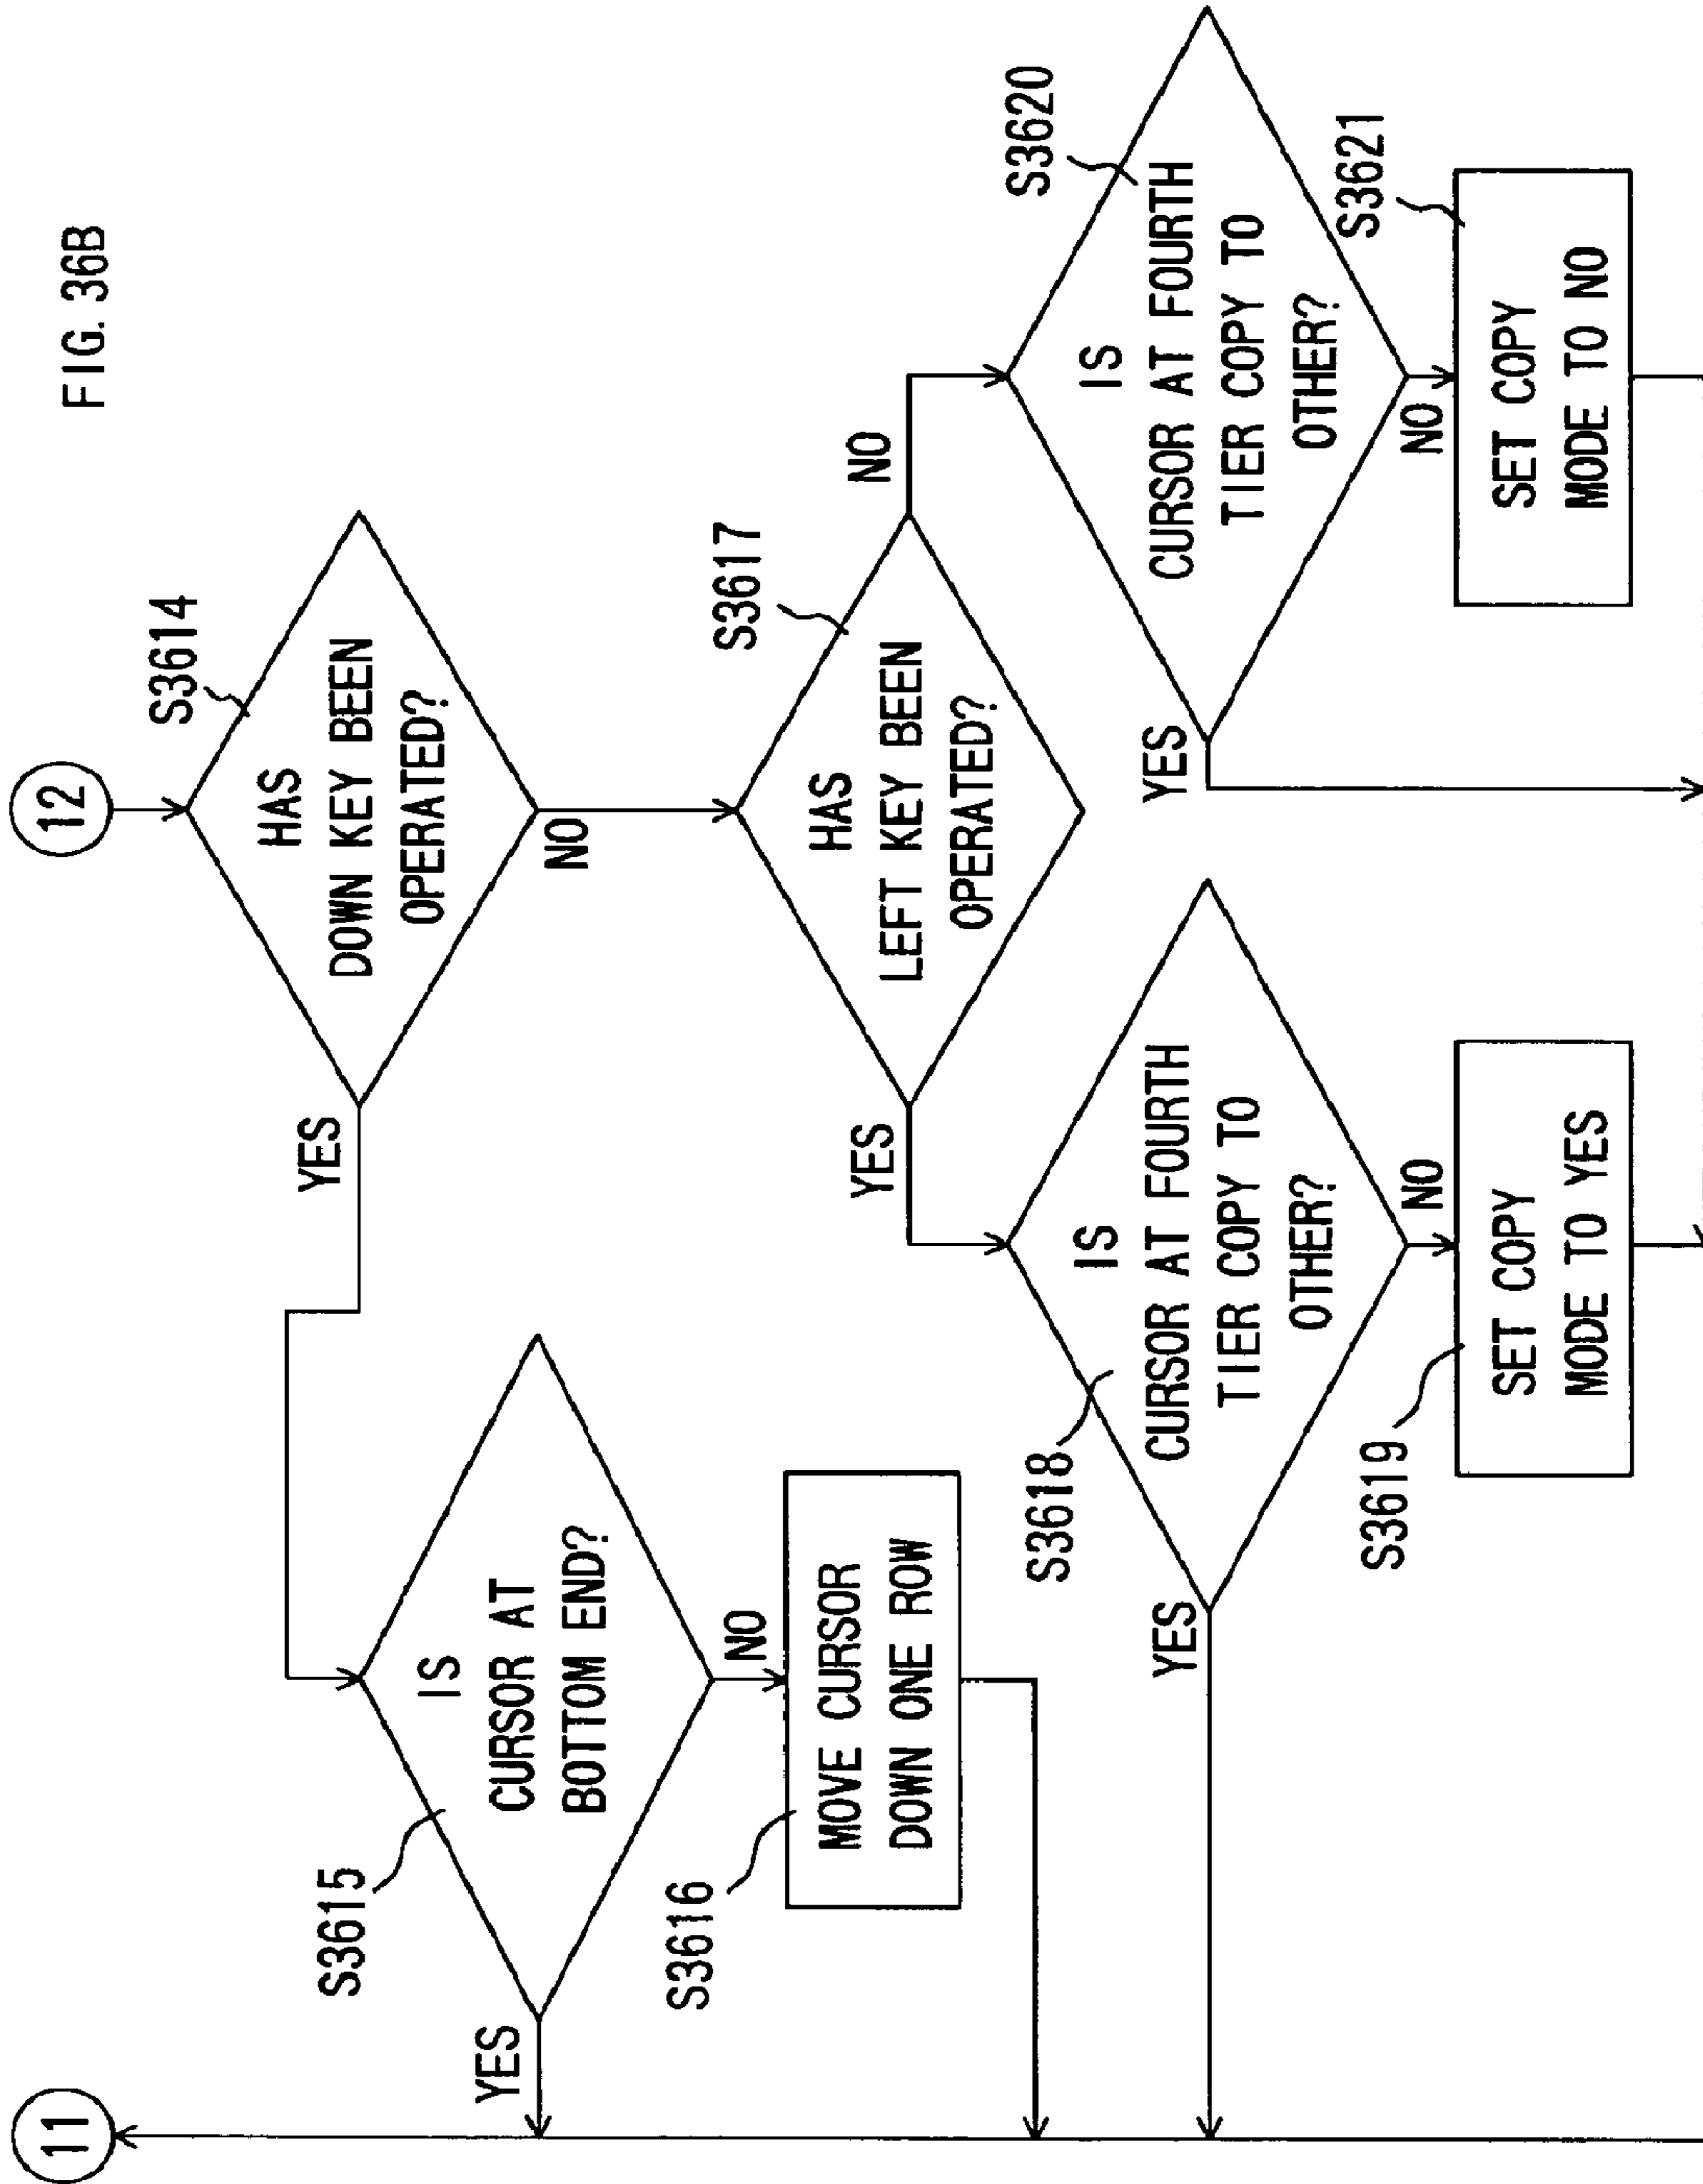 FIG. 36B
12
S3614
HAS
DOWN KEY BEEN
OPERATED?
YES
NO
S3615
IS
CURSOR AT
BOTTOM END?
YES
NO
S3616
MOVE CURSOR
DOWN ONE ROW
11
S3617
HAS
LEFT KEY BEEN
OPERATED?
YES
NO
S3618
IS
CURSOR AT FOURTH
TIER COPY TO
OTHER?
YES
NO
S3619
SET COPY
MODE TO YES
S3620
IS
CURSOR AT FOURTH
TIER COPY TO
OTHER?
YES
NO
S3621
SET COPY
MODE TO NO